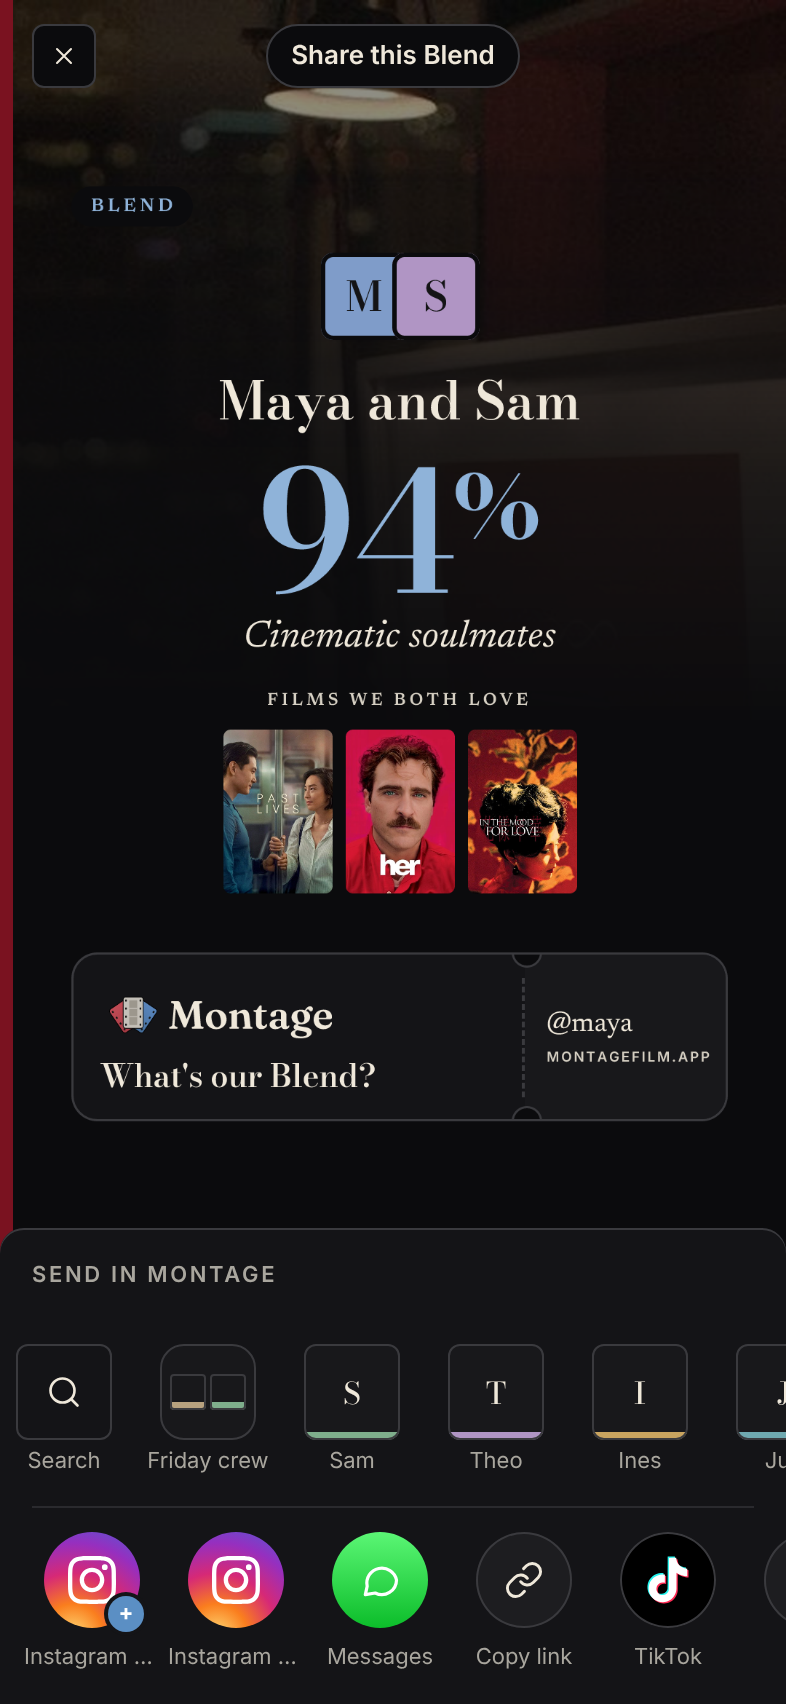 Share this Blend
BLEND
M S
Maya and Sam
94%
Cinematic soulmates
FILMS WE BOTH LOVE
PAST
LIVES
her
IN THE MOOD
FOR LOVE
Montage
What's our Blend?
@maya
MONTAGEFILM.APP
SEND IN MONTAGE
S T I J
Search Friday crew Sam Theo Ines Ju
Instagram ... Instagram ... Messages Copy link TikTok